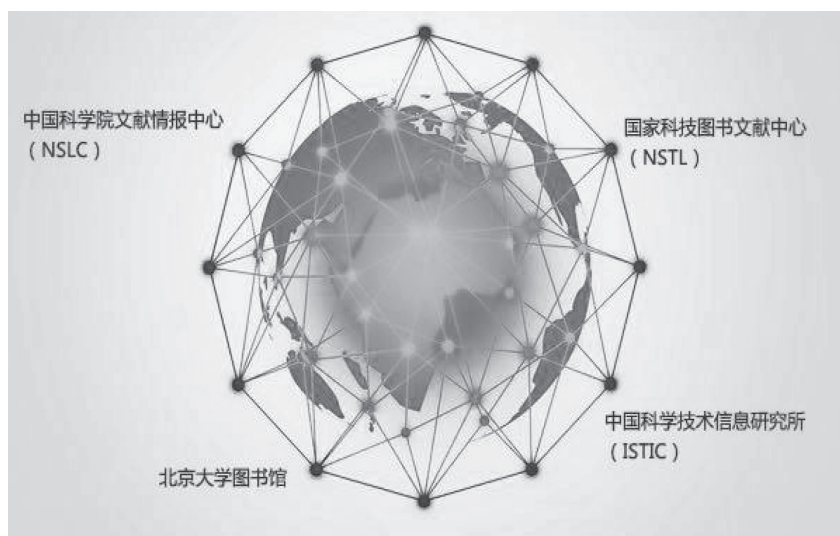 中国科学院文献情报中心
（NSLC）
国家科技图书文献中心
（NSTL）
中国科学技术信息研究所
（ISTIC）
北京大学图书馆